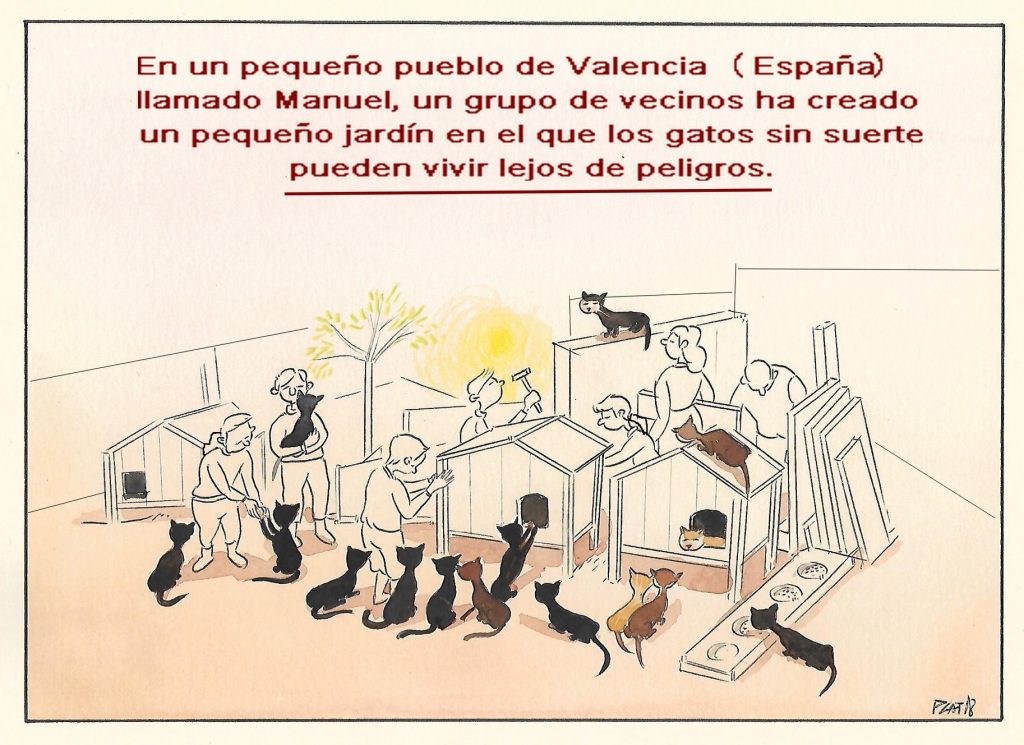 En un pequeño pueblo de Valencia ( España)
llamado Manuel, un grupo de vecinos ha creado
un pequeño jardín en el que los gatos sin suerte
pueden vivir lejos de peligros.